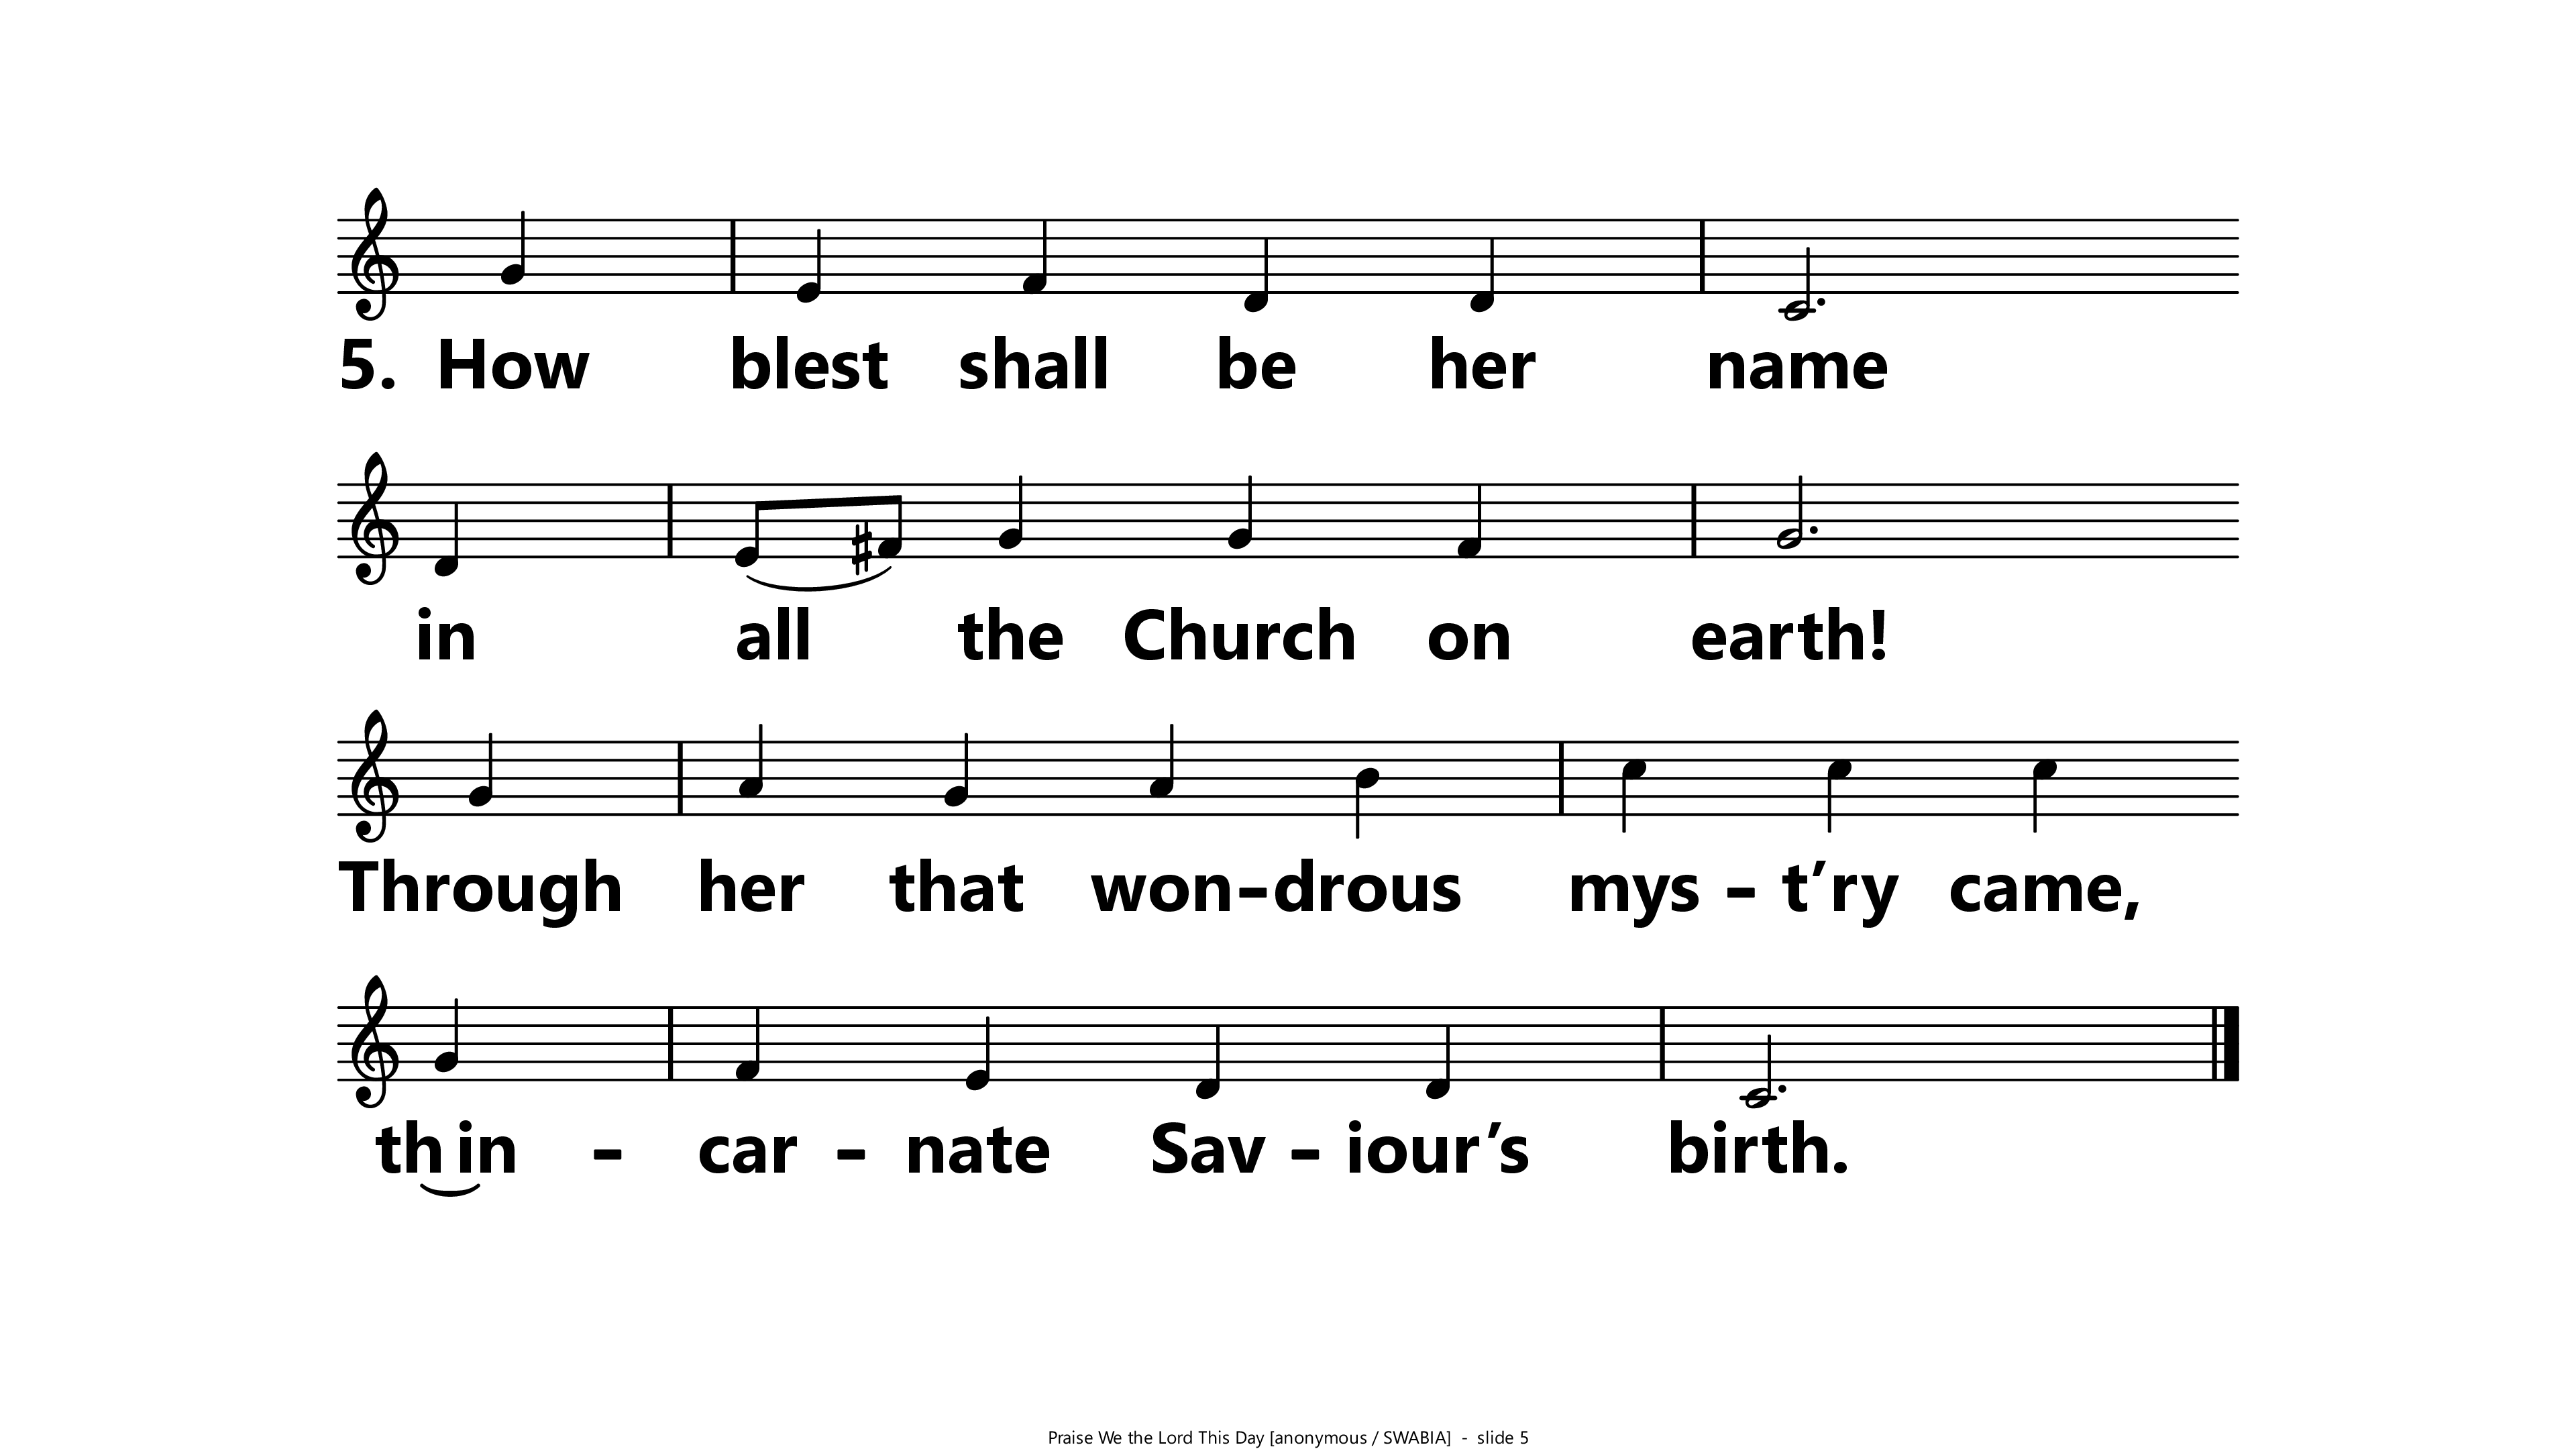 5. How blest shall be her name
in all the Church on earth!
Through her that won-drous mys - t’ry came,
th in - car - nate Sav - iour’s birth.
Praise We the Lord This Day [anonymous / SWABIA] - slide 5